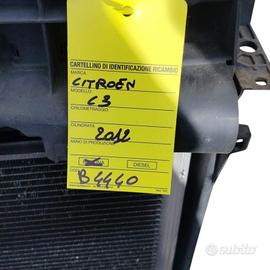 CARTELLINO DI IDENTIFICAZIONE RICAMBIO
MARCA
CITROEN
MODELLO
C3
CHILOMETRAGGIO
CILINDRATA
2012
ANNO DI PRODUZIONE
DIESEL
B4440
subito